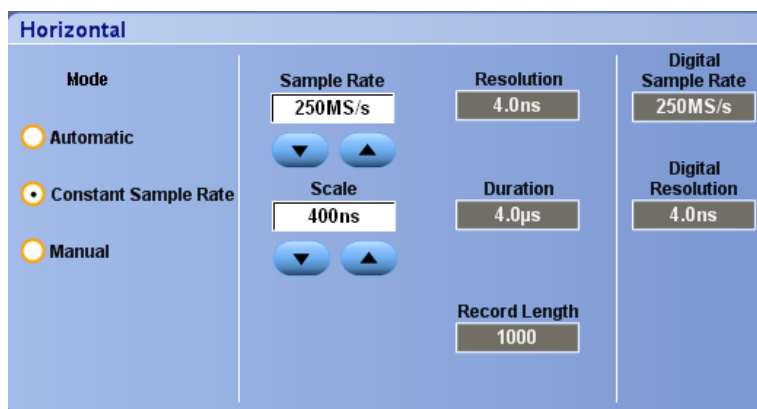 Horizontal
Mode
Automatic
Constant Sample Rate
Manual
Sample Rate
250MS/s
Scale
400ns
Resolution
4.0ns
Duration
4.0µs
Record Length
1000
Digital
Sample Rate
250MS/s
Digital
Resolution
4.0ns